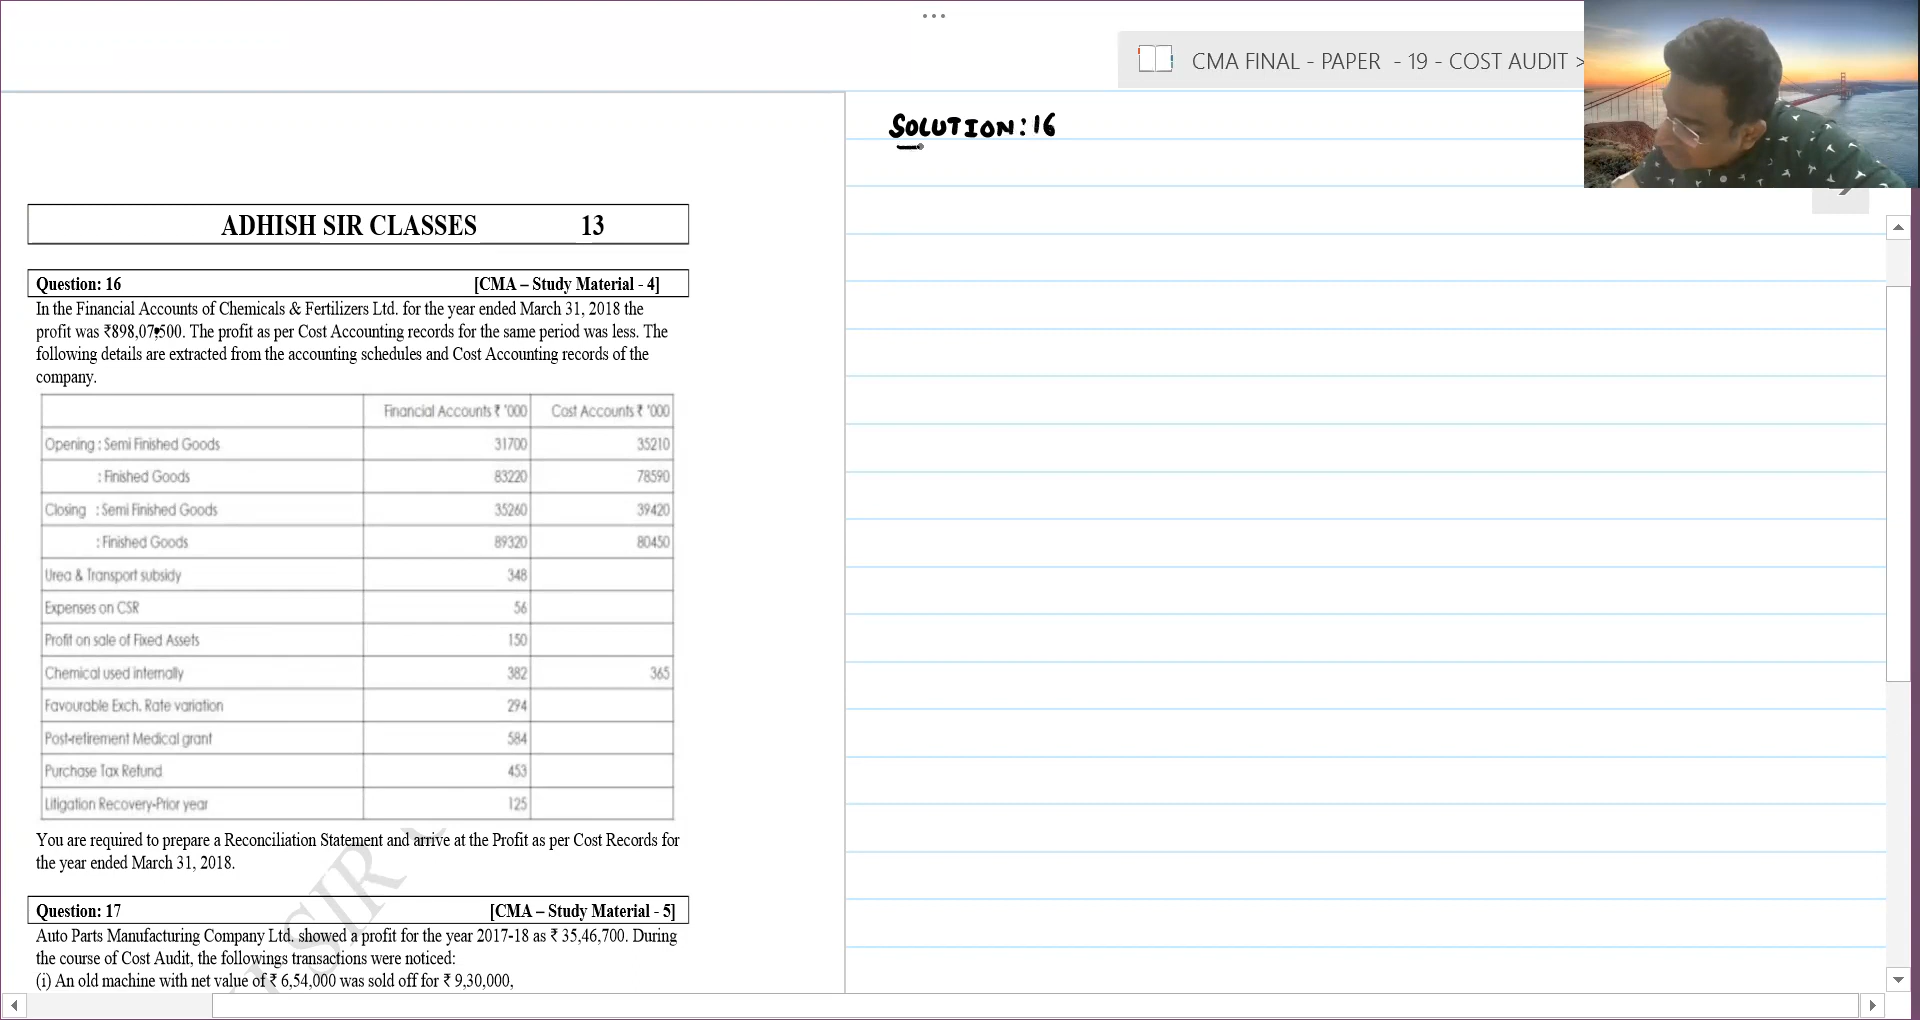 CMA FINAL - PAPER - 19 - COST AUDIT >
SOLUTION: 16
ADHISH SIR CLASSES 13
Question: 16 [CMA – Study Material - 4]
In the Financial Accounts of Chemicals & Fertilizers Ltd. for the year ended March 31, 2018 the
profit was ₹898,07,500. The profit as per Cost Accounting records for the same period was less. The
following details are extracted from the accounting schedules and Cost Accounting records of the
company.
Financial Accounts ₹ '000 Cost Accounts ₹ '000
Opening : Semi Finished Goods 31700 35210
: Finished Goods 83220 78590
Closing : Semi Finished Goods 35260 39420
: Finished Goods 89320 80450
Urea & Transport subsidy 348
Expenses on CSR 56
Profit on sale of Fixed Assets 150
Chemical used internally 382 365
Favourable Exch. Rate variation 294
Post-retirement Medical grant 584
Purchase Tax Refund 453
Litigation Recovery-Prior year 125
You are required to prepare a Reconciliation Statement and arrive at the Profit as per Cost Records for
the year ended March 31, 2018.
SIR
Question: 17 [CMA – Study Material - 5]
Auto Parts Manufacturing Company Ltd. showed a profit for the year 2017-18 as ₹ 35,46,700. During
the course of Cost Audit, the followings transactions were noticed:
(i) An old machine with net value of ₹ 6,54,000 was sold off for ₹ 9,30,000,